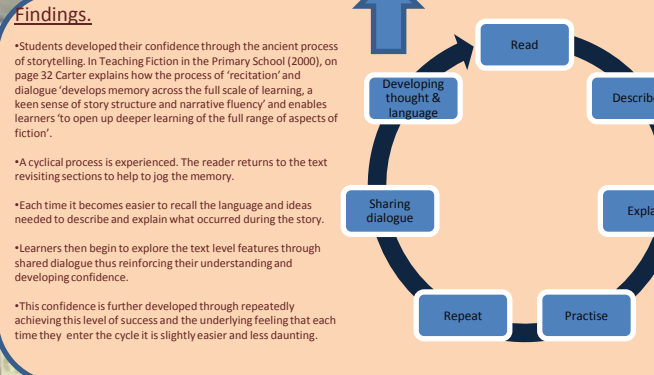 Findings.
•Students developed their confidence through the ancient process
of storytelling. In Teaching Fiction in the Primary School (2000), on
page 32 Carter explains how the process of ‘recitation’ and
dialogue ‘develops memory across the full scale of learning, a
keen sense of story structure and narrative fluency’ and enables
learners ‘to open up deeper learning of the full range of aspects of
fiction’.
•A cyclical process is experienced. The reader returns to the text
revisiting sections to help to jog the memory.
•Each time it becomes easier to recall the language and ideas
needed to describe and explain what occurred during the story.
•Learners then begin to explore the text level features through
shared dialogue thus reinforcing their understanding and
developing confidence.
•This confidence is further developed through repeatedly
achieving this level of success and the underlying feeling that each
time they enter the cycle it is slightly easier and less daunting.
Read
Describe
Expla
Practise
Repeat
Sharing
dialogue
Developing
thought &
language